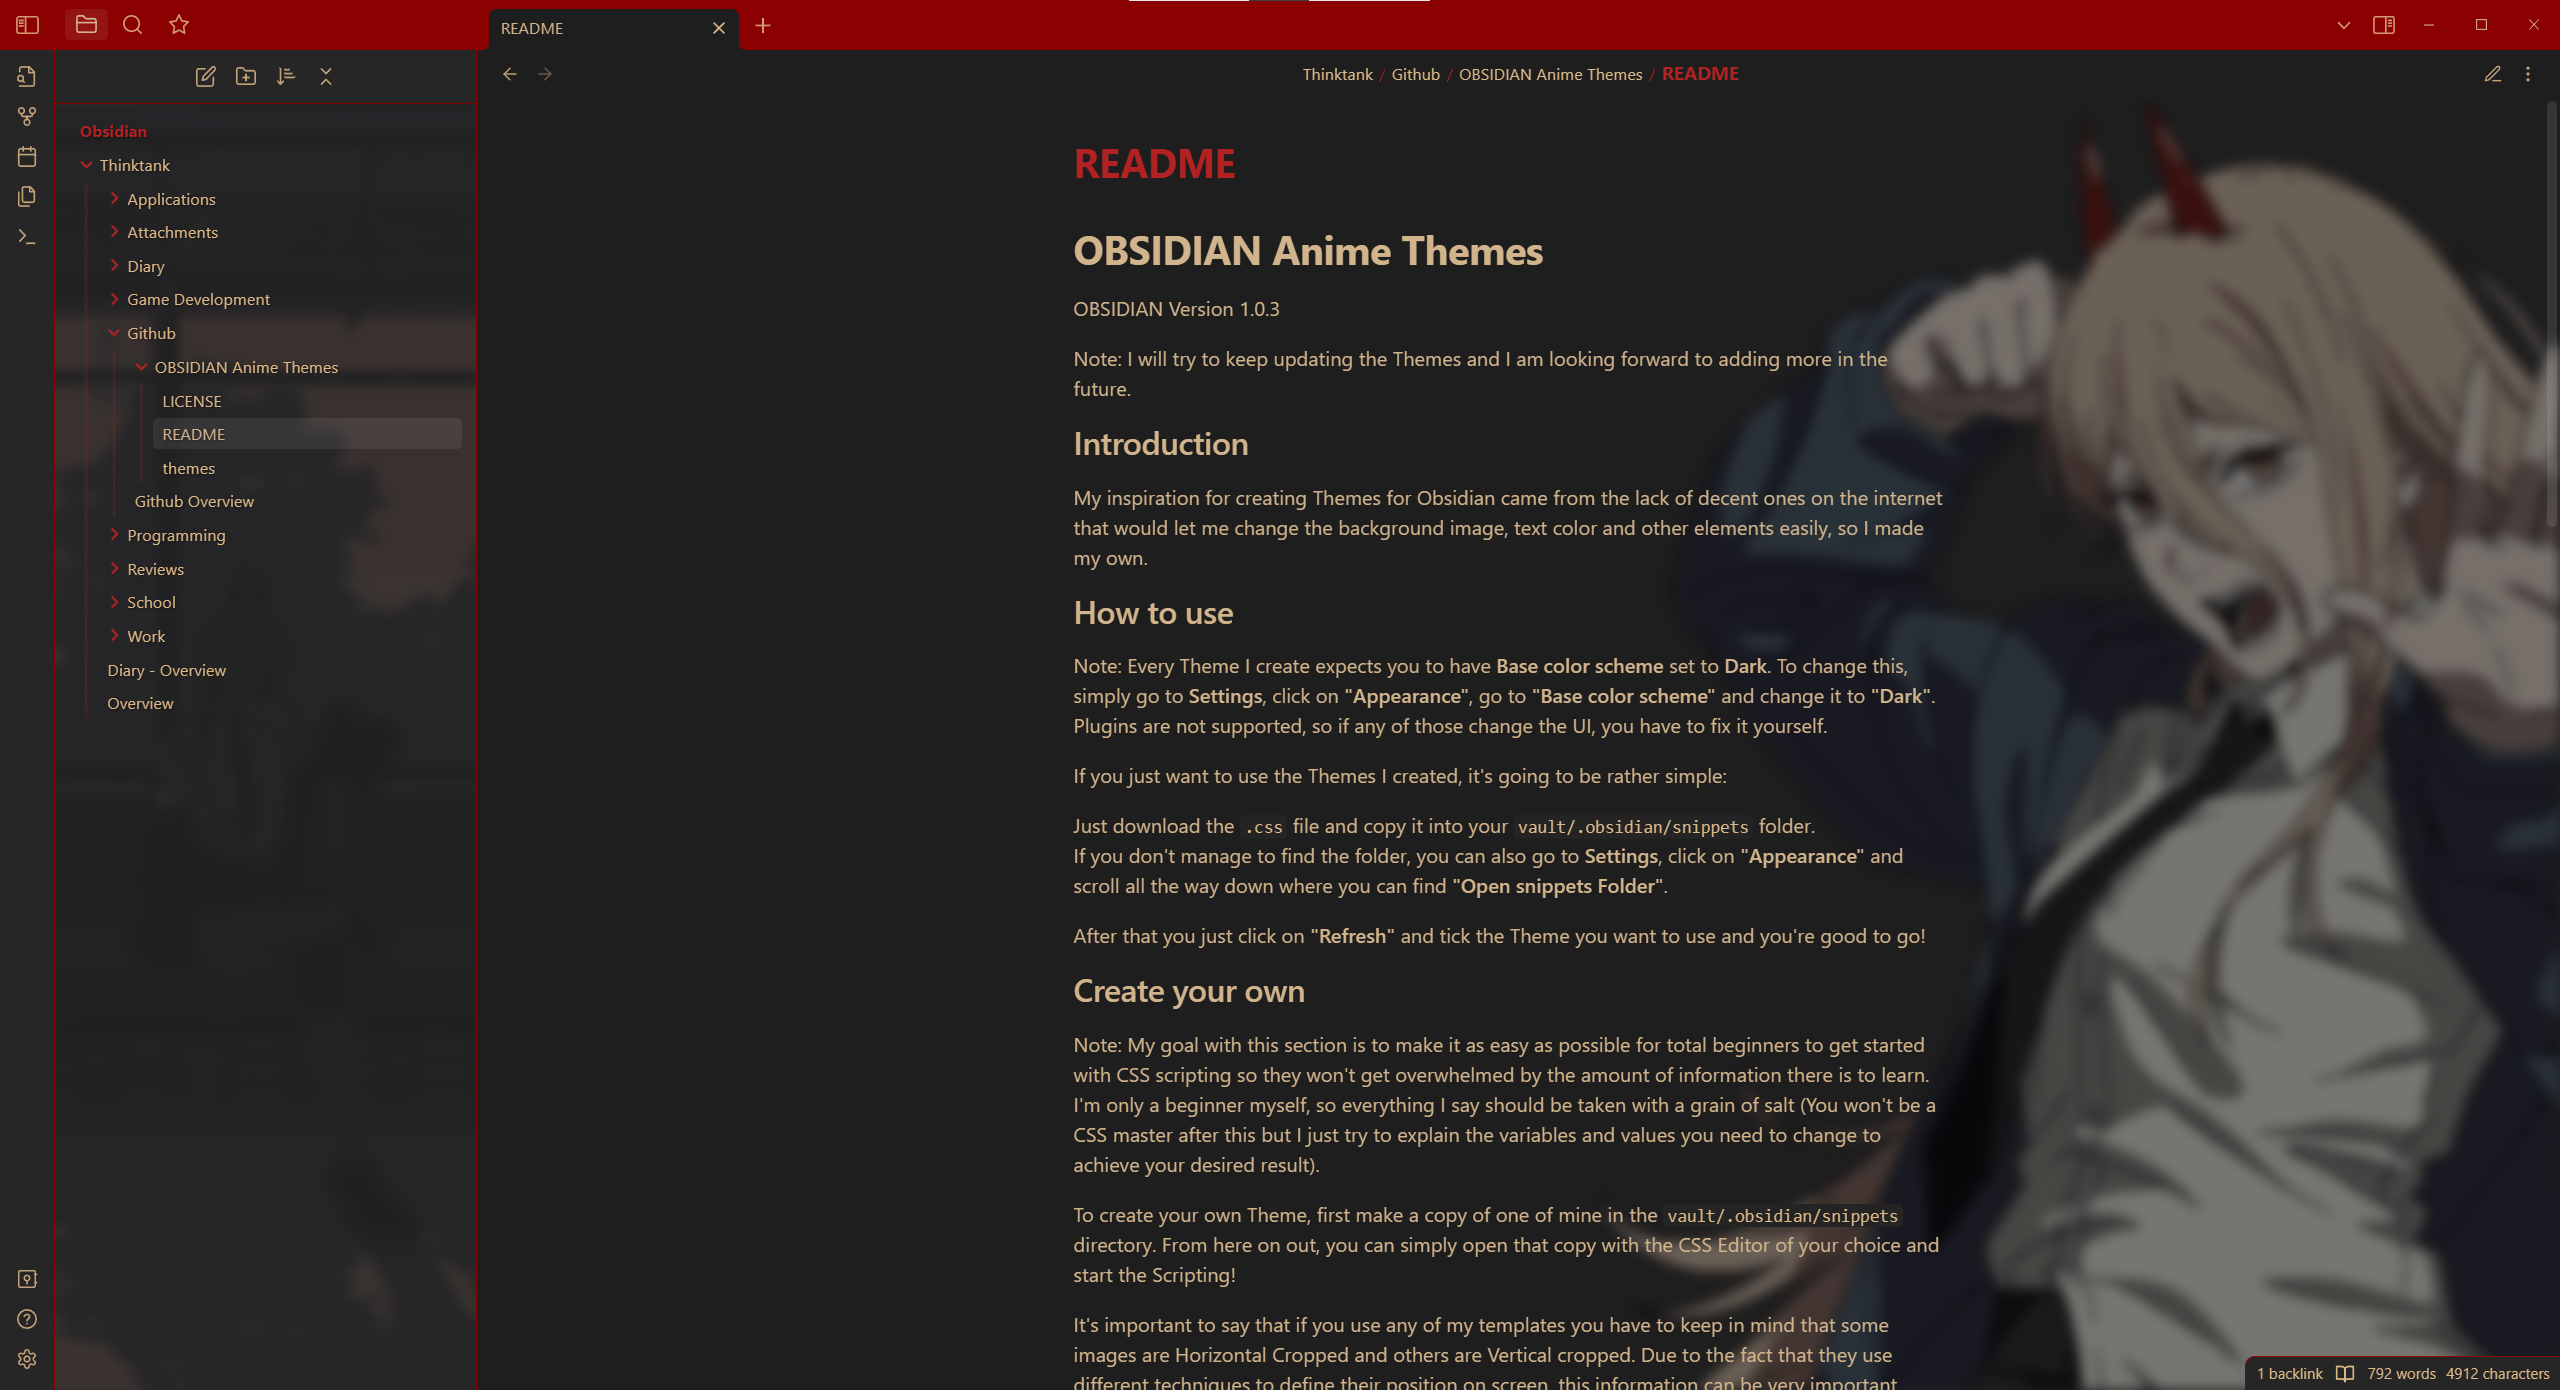 README
Thinktank / Github / OBSIDIAN Anime Themes / README
Obsidian
Thinktank
Applications
Attachments
Diary
Game Development
Github
OBSIDIAN Anime Themes
LICENSE
README
themes
Github Overview
Programming
Reviews
School
Work
Diary - Overview
Overview
README
OBSIDIAN Anime Themes
OBSIDIAN Version 1.0.3
Note: I will try to keep updating the Themes and I am looking forward to adding more in the
future.
Introduction
My inspiration for creating Themes for Obsidian came from the lack of decent ones on the internet
that would let me change the background image, text color and other elements easily, so I made
my own.
How to use
Note: Every Theme I create expects you to have Base color scheme set to Dark. To change this,
simply go to Settings, click on "Appearance", go to "Base color scheme" and change it to "Dark".
Plugins are not supported, so if any of those change the UI, you have to fix it yourself.
If you just want to use the Themes I created, it's going to be rather simple:
Just download the .css file and copy it into your vault/.obsidian/snippets folder.
If you don't manage to find the folder, you can also go to Settings, click on "Appearance" and
scroll all the way down where you can find "Open snippets Folder".
After that you just click on "Refresh" and tick the Theme you want to use and you're good to go!
Create your own
Note: My goal with this section is to make it as easy as possible for total beginners to get started
with CSS scripting so they won't get overwhelmed by the amount of information there is to learn.
I'm only a beginner myself, so everything I say should be taken with a grain of salt (You won't be a
CSS master after this but I just try to explain the variables and values you need to change to
achieve your desired result).
To create your own Theme, first make a copy of one of mine in the vault/.obsidian/snippets
directory. From here on out, you can simply open that copy with the CSS Editor of your choice and
start the Scripting!
It's important to say that if you use any of my templates you have to keep in mind that some
images are Horizontal Cropped and others are Vertical cropped. Due to the fact that they use
different techniques to define their position on screen, this information can be very important
1 backlink 792 words 4912 characters